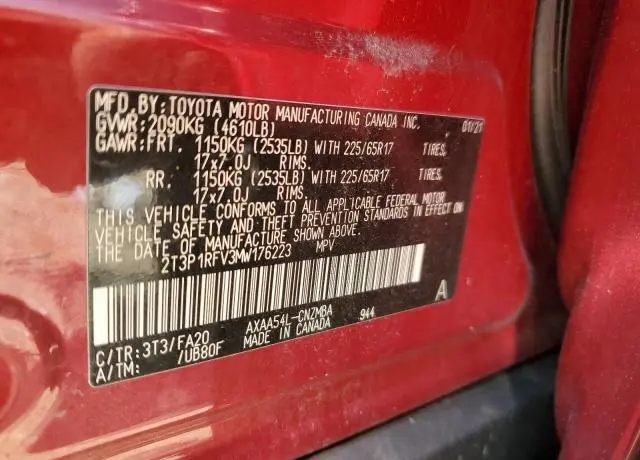 MFD.BY:TOYOTA MOTOR MANUFACTURING CANADA INC. 01/21
GVWR:2090KG (4610LB)
GAWR:FRT. 1150KG (2535LB) WITH 225/65R17 TIRES.
17x7.0J RIMS.
RR. 1150KG (2535LB) WITH 225/65R17 TIRES.
17x7.0J RIMS.
THIS VEHICLE CONFORMS TO ALL APPLICABLE FEDERAL MOTOR
VEHICLE SAFETY AND THEFT PREVENTION STANDARDS IN EFFECT ON
THE DATE OF MANUFACTURE SHOWN ABOVE.
2T3P1RFV3MW176223 MPV
A
C/TR:3T3/FA20 AXAA54L-CNZMBA 944
A/TM: /UB80F MADE IN CANADA